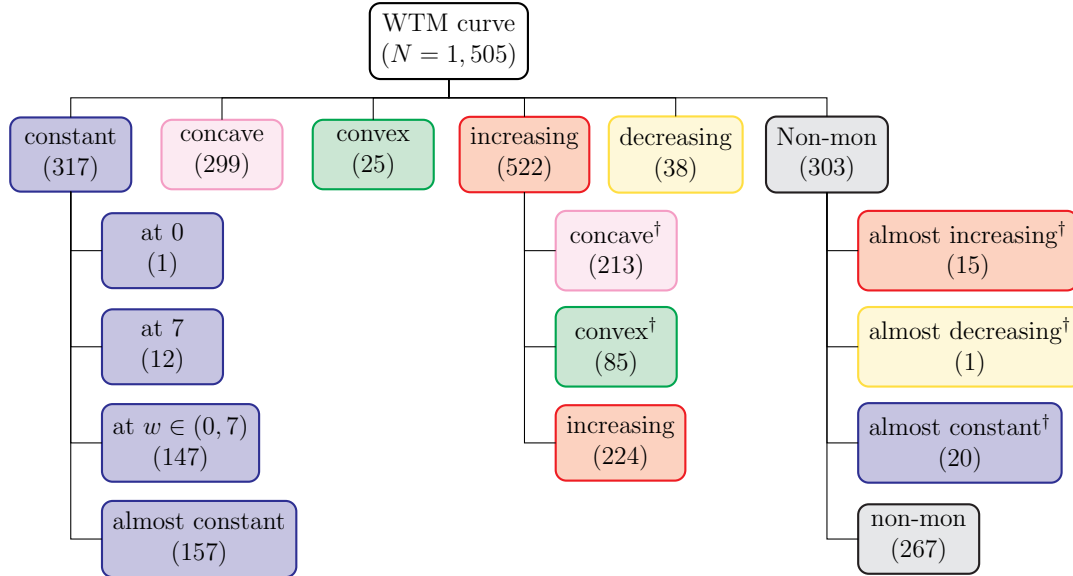 WTM curve
(N = 1, 505)
constant
(317)
concave
(299)
convex
(25)
increasing
(522)
decreasing
(38)
Non-mon
(303)
at 0
(1)
at 7
(12)
at w ∈ (0, 7)
(147)
almost constant
(157)
concave†
(213)
convex†
(85)
increasing
(224)
almost increasing†
(15)
almost decreasing†
(1)
almost constant†
(20)
non-mon
(267)